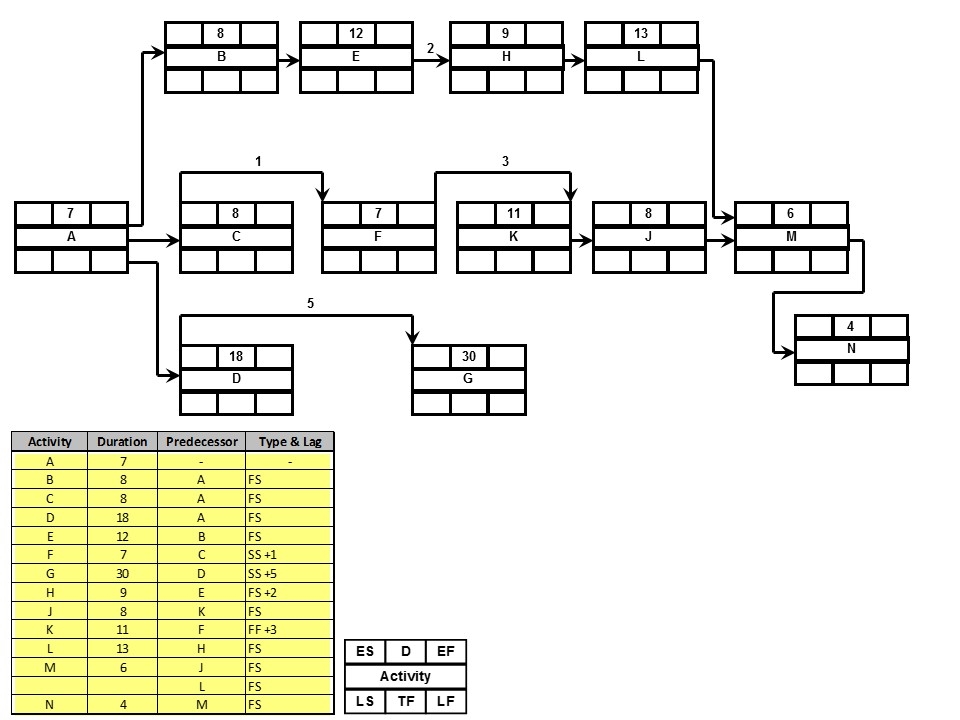 8 12 9 13
2
B E H L
1 3
7 8 7 11 8 6
A C F K J M
5
4
N
18 30
D G
Activity Duration Predecessor Type & Lag
A 7 - -
B 8 A FS
C 8 A FS
D 18 A FS
E 12 B FS
F 7 C SS +1
G 30 D SS +5
H 9 E FS +2
J 8 K FS
K 11 F FF +3
L 13 H FS
M 6 J FS
L FS
N 4 M FS
ES D EF
Activity
LS TF LF